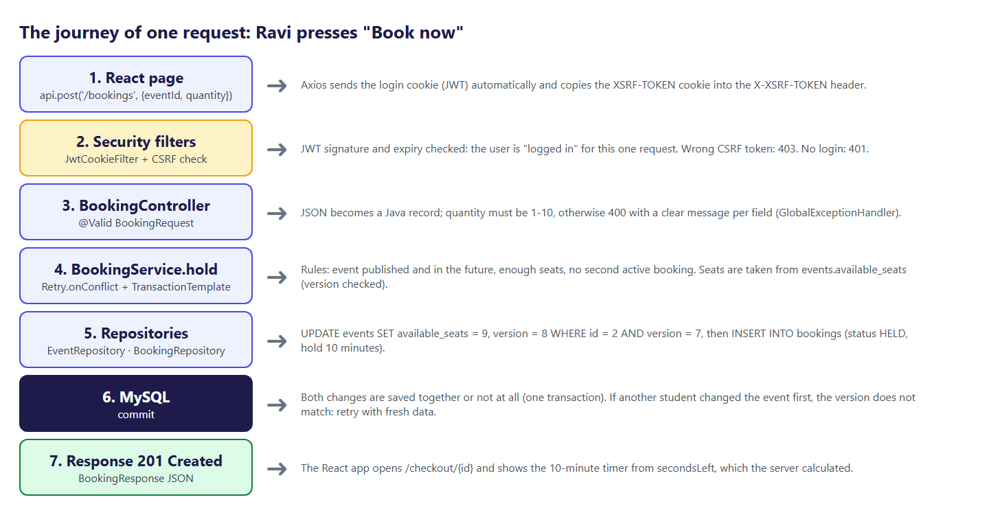 The journey of one request: Ravi presses "Book now"
1. React page
api.post('/bookings', {eventId, quantity})
Axios sends the login cookie (JWT) automatically and copies the XSRF-TOKEN cookie into the X-XSRF-TOKEN header.
2. Security filters
JwtCookieFilter + CSRF check
JWT signature and expiry checked: the user is "logged in" for this one request. Wrong CSRF token: 403. No login: 401.
3. BookingController
@Valid BookingRequest
JSON becomes a Java record; quantity must be 1-10, otherwise 400 with a clear message per field (GlobalExceptionHandler).
4. BookingService.hold
Retry.onConflict + TransactionTemplate
Rules: event published and in the future, enough seats, no second active booking. Seats are taken from events.available_seats
(version checked).
5. Repositories
EventRepository · BookingRepository
UPDATE events SET available_seats = 9, version = 8 WHERE id = 2 AND version = 7, then INSERT INTO bookings (status HELD,
hold 10 minutes).
6. MySQL
commit
Both changes are saved together or not at all (one transaction). If another student changed the event first, the version does not
match: retry with fresh data.
7. Response 201 Created
BookingResponse JSON
The React app opens /checkout/{id} and shows the 10-minute timer from secondsLeft, which the server calculated.